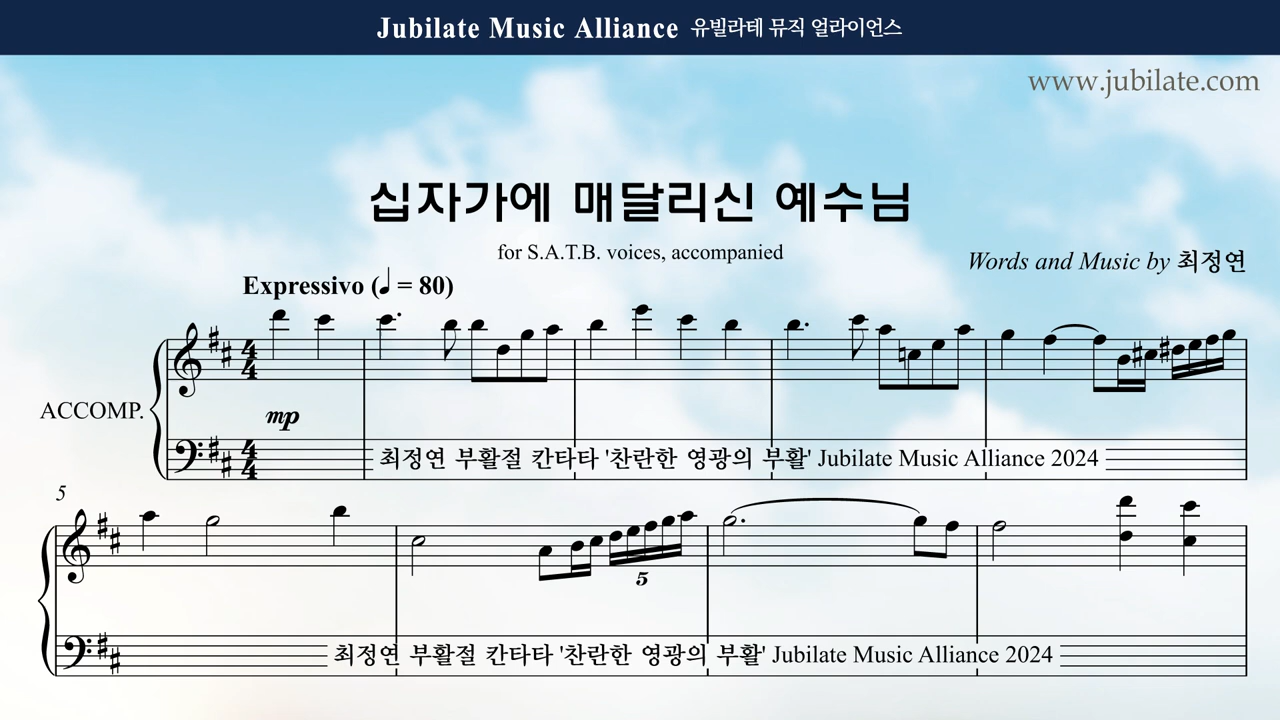 Jubilate Music Alliance 유빌라테 뮤직 얼라이언스
www.jubilate.com
십자가에 매달리신 예수님
for S.A.T.B. voices, accompanied
Words and Music by 최정연
Expressivo (♩ = 80)
4
4
mp
ACCOMP.
4
4
최정연 부활절 칸타타 '찬란한 영광의 부활' Jubilate Music Alliance 2024
5
5
최정연 부활절 칸타타 '찬란한 영광의 부활' Jubilate Music Alliance 2024